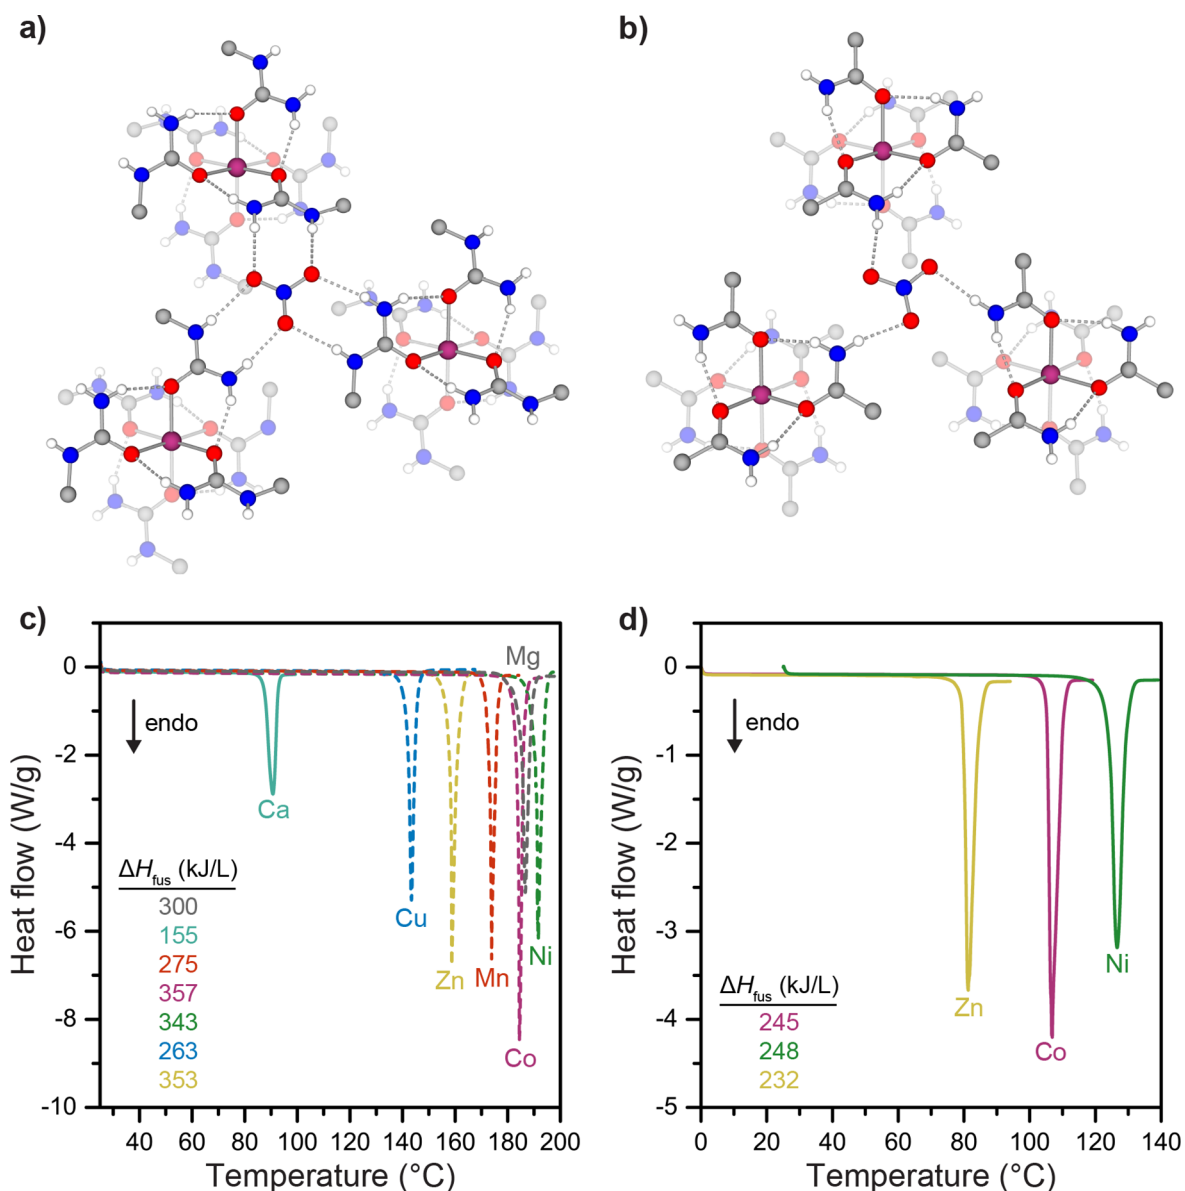 a)
b)
c)
0
-2
-4
-6
-8
-10
Heat flow (W/g)
endo
Mg
Ca
Cu
Zn
Mn
Co
Ni
ΔHfus (kJ/L)
300
155
275
357
343
263
353
40 60 80 100 120 140 160 180 200
Temperature (°C)
d)
0
-1
-2
-3
-4
-5
Heat flow (W/g)
endo
Zn
Co
Ni
ΔHfus (kJ/L)
245
248
232
0 20 40 60 80 100 120 140
Temperature (°C)